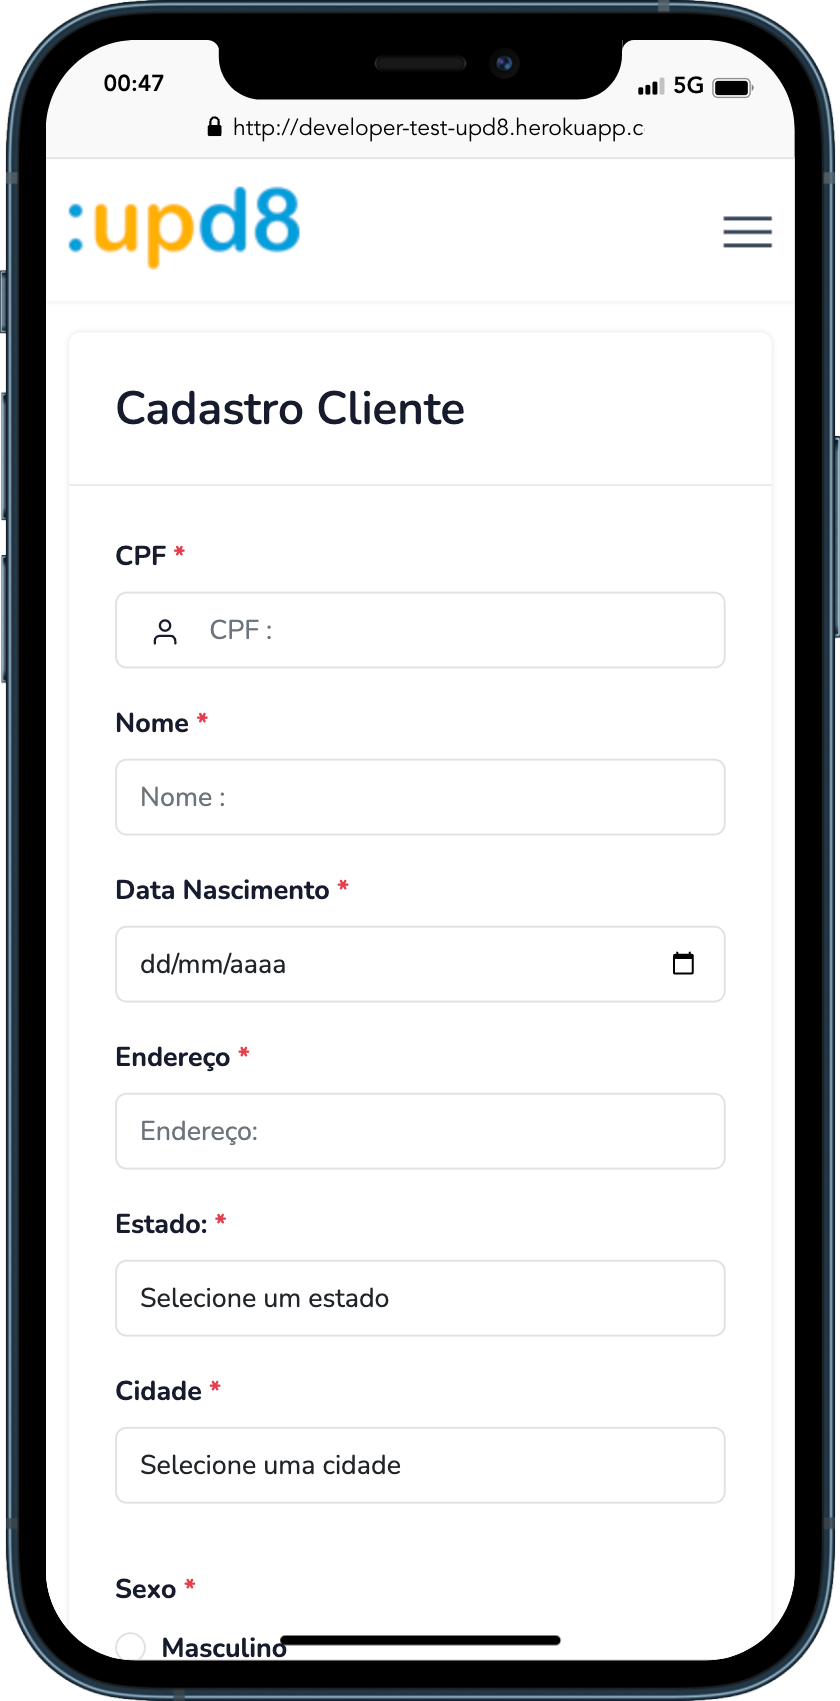 00:47
5G
http://developer-test-upd8.herokuapp.c
:upd8
Cadastro Cliente
CPF *
CPF :
Nome *
Nome :
Data Nascimento *
dd/mm/aaaa
Endereço *
Endereço:
Estado: *
Selecione um estado
Cidade *
Selecione uma cidade
Sexo *
Masculino